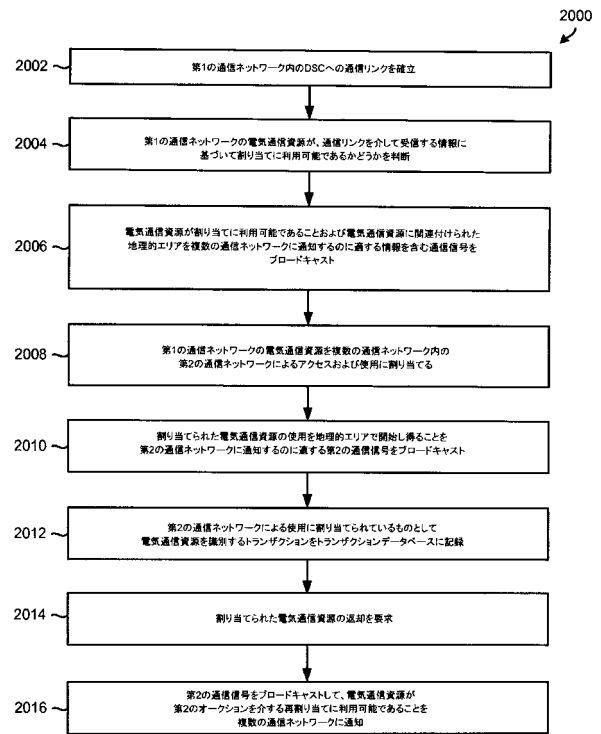 2000
2002
第1の通信ネットワーク内のDSCへの通信リンクを確立
2004
第1の通信ネットワークの電気通信資源が、通信リンクを介して受信する情報に
基づいて割り当てに利用可能であるかどうかを判断
2006
電気通信資源が割り当てに利用可能であることおよび電気通信資源に関連付けられた
地理的エリアを複数の通信ネットワークに通知するのに適する情報を含む通信信号を
ブロードキャスト
2008
第1の通信ネットワークの電気通信資源を複数の通信ネットワーク内の
第2の通信ネットワークによるアクセスおよび使用に割り当てる
2010
割り当てられた電気通信資源の使用を地理的エリアで開始し得ることを
第2の通信ネットワークに通知するのに適する第2の通信信号をブロードキャスト
2012
第2の通信ネットワークによる使用に割り当てられているものとして
電気通信資源を識別するトランザクションをトランザクションデータベースに記録
2014
割り当てられた電気通信資源の返却を要求
2016
第2の通信信号をブロードキャストして、電気通信資源が
第2のオークションを介する再割り当てに利用可能であることを
複数の通信ネットワークに通知